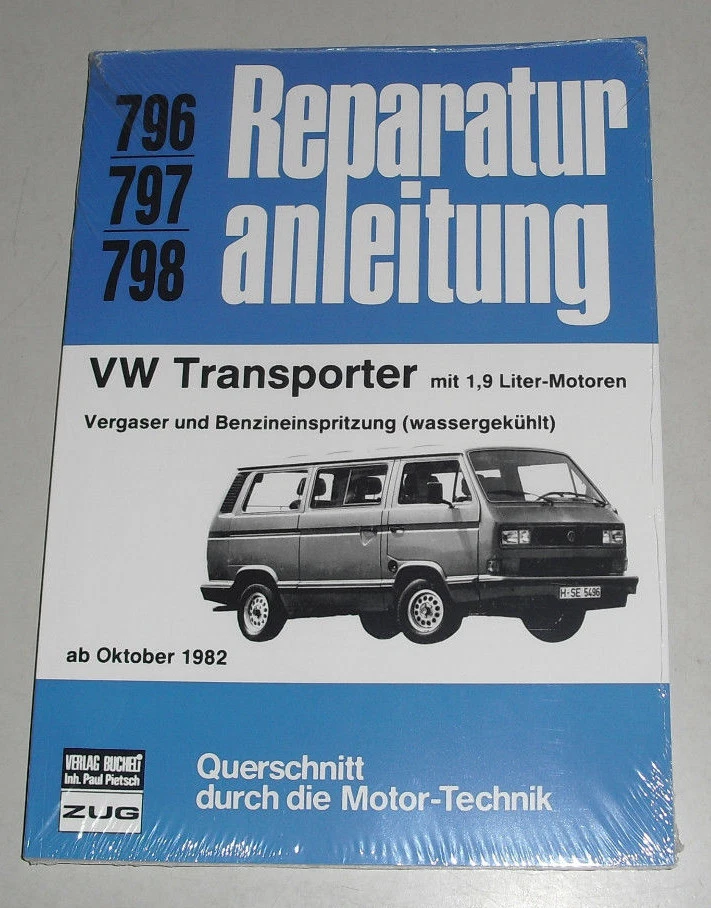 796
797
798
Reparatur
anleitung
VW Transporter mit 1,9 Liter-Motoren
Vergaser und Benzineinspritzung (wassergekühlt)
H-SE 5496
ab Oktober 1982
VERLAG BUCHELI
Inh. Paul Pietsch
ZUG
Querschnitt
durch die Motor-Technik